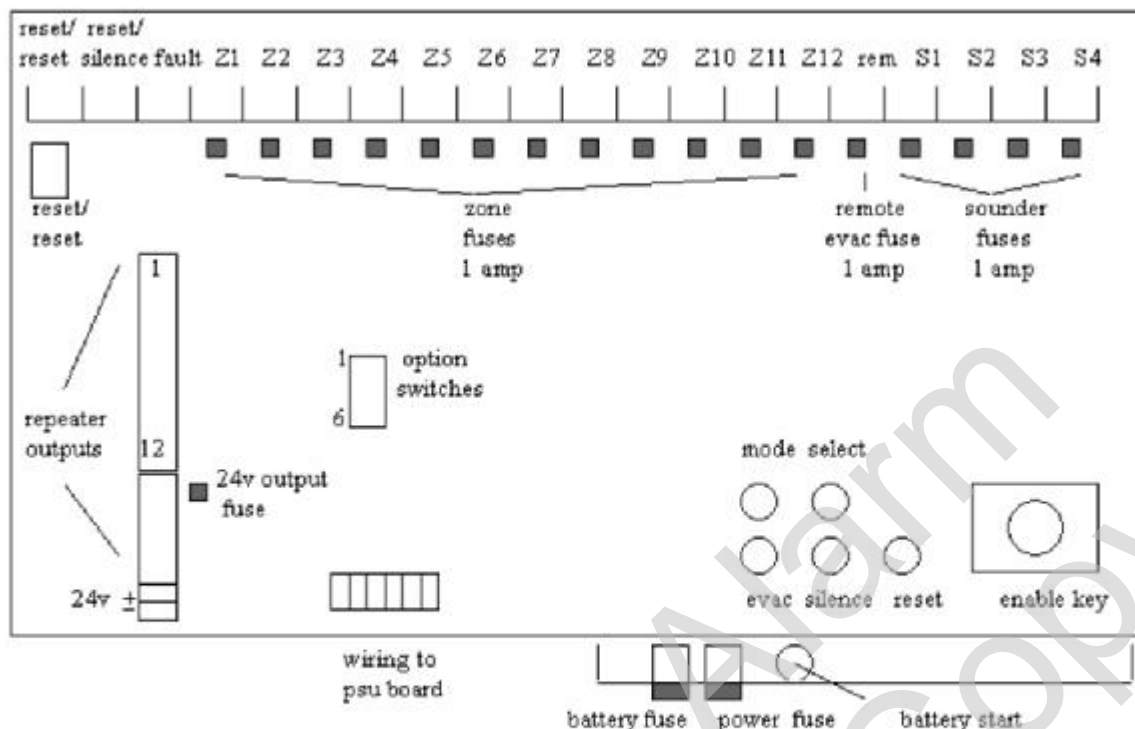 reset/ reset/
reset silence fault Z1 Z2 Z3 Z4 Z5 Z6 Z7 Z8 Z9 Z10 Z11 Z12 rem S1 S2 S3 S4
reset/
reset
zone
fuses
1 amp
remote
evac fuse
1 amp
sounder
fuses
1 amp
1
12
repeater
outputs
1
6
option
switches
24v output
fuse
24v ±
mode select
evac silence reset
enable key
wiring to
psu board
battery fuse power fuse battery start
Alarm
Copy